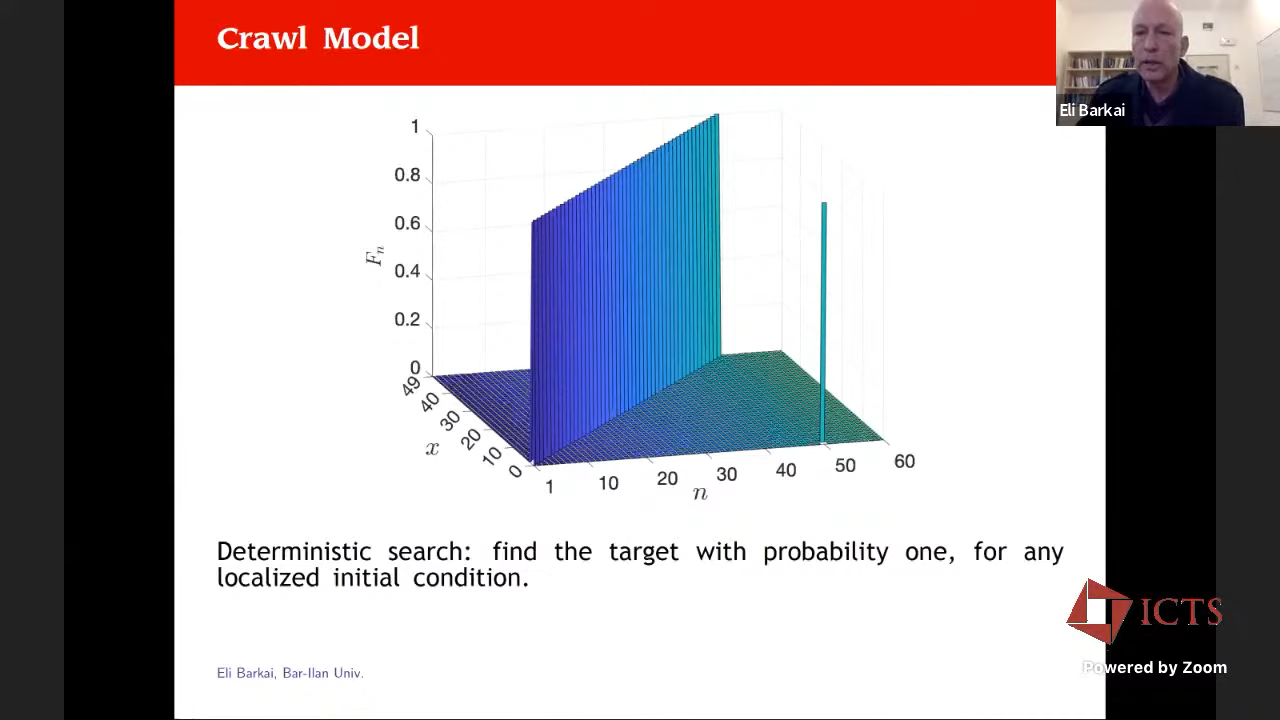 Crawl Model
Eli Barkai
1
0.8
0.6
0.4
0.2
0
F_n
49
40
30
20
10
0
x
1
10
20
30
40
50
60
n
Deterministic search: find the target with probability one, for any
localized initial condition.
ICTS
Powered by Zoom
Eli Barkai, Bar-Ilan Univ.